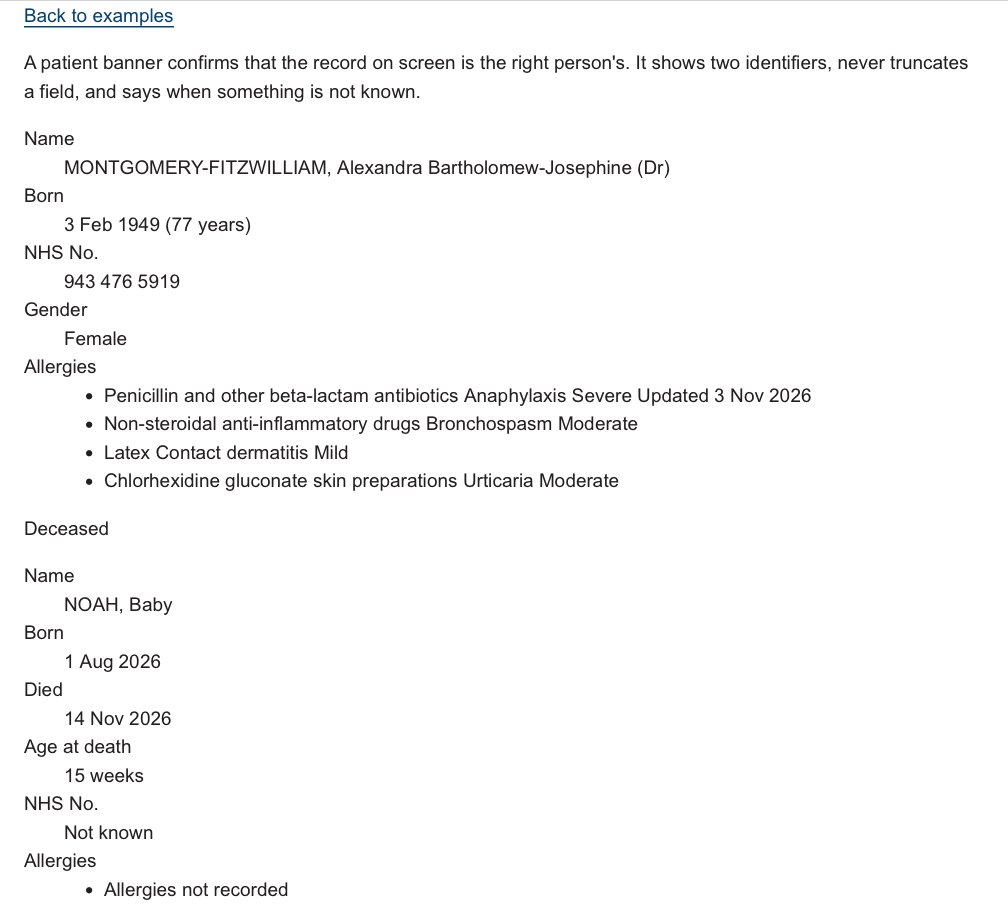 Back to examples
A patient banner confirms that the record on screen is the right person's. It shows two identifiers, never truncates
a field, and says when something is not known.
Name
MONTGOMERY-FITZWILLIAM, Alexandra Bartholomew-Josephine (Dr)
Born
3 Feb 1949 (77 years)
NHS No.
943 476 5919
Gender
Female
Allergies
• Penicillin and other beta-lactam antibiotics Anaphylaxis Severe Updated 3 Nov 2026
• Non-steroidal anti-inflammatory drugs Bronchospasm Moderate
• Latex Contact dermatitis Mild
• Chlorhexidine gluconate skin preparations Urticaria Moderate
Deceased
Name
NOAH, Baby
Born
1 Aug 2026
Died
14 Nov 2026
Age at death
15 weeks
NHS No.
Not known
Allergies
• Allergies not recorded